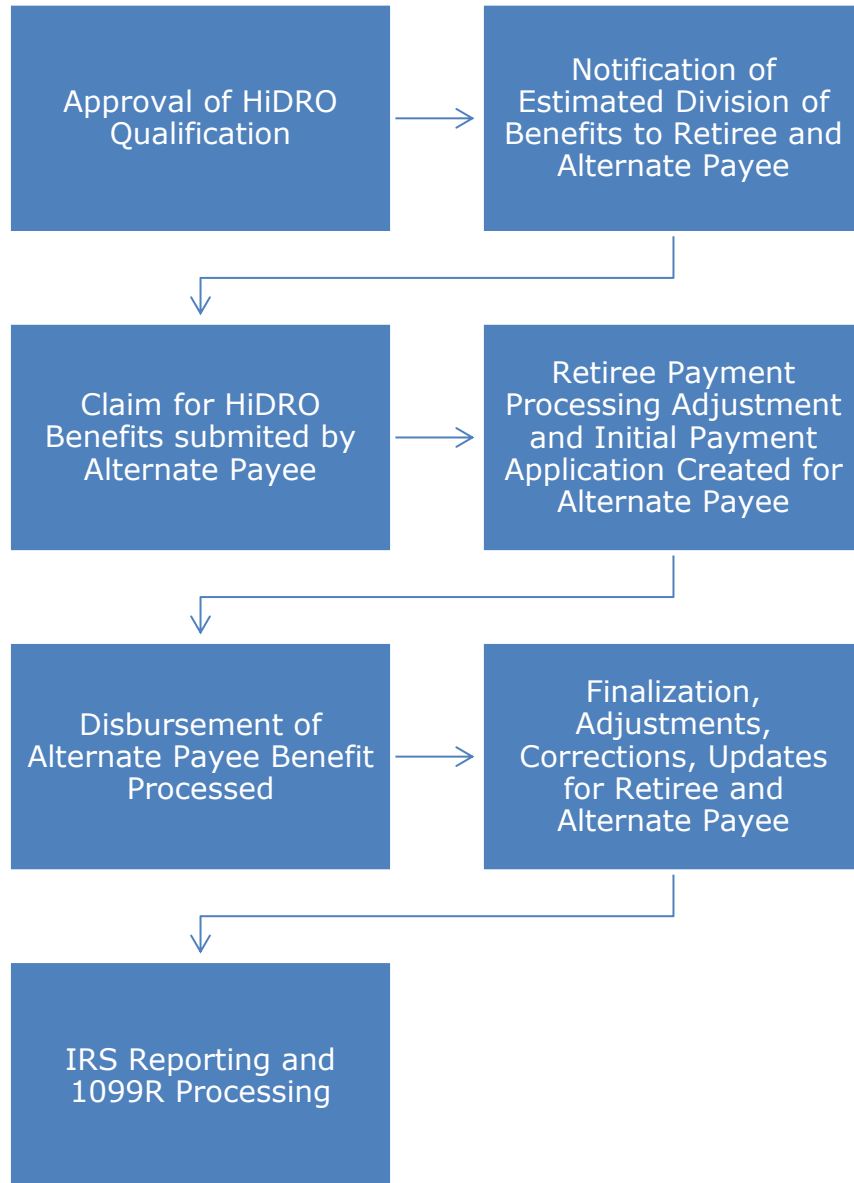 Approval of HiDRO
Qualification
Notification of
Estimated Division of
Benefits to Retiree and
Alternate Payee
Claim for HiDRO
Benefits submited by
Alternate Payee
Retiree Payment
Processing Adjustment
and Initial Payment
Application Created for
Alternate Payee
Disbursement of
Alternate Payee Benefit
Processed
Finalization,
Adjustments,
Corrections, Updates
for Retiree and
Alternate Payee
IRS Reporting and
1099R Processing